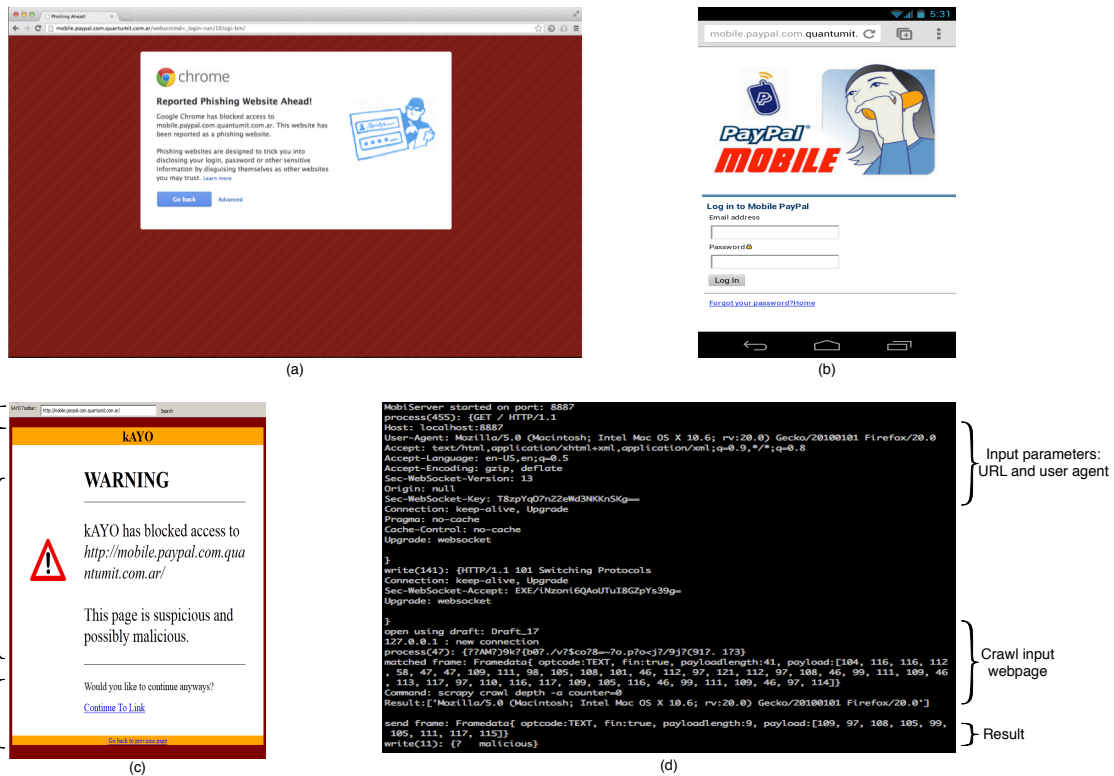 Phishing Ahead!
mobile.paypal.com.quantumit.com.ar/webscrcmd=_login-run/10/cgi-bin/
chrome
Reported Phishing Website Ahead!
Google Chrome has blocked access to
mobile.paypal.com.quantumit.com.ar. This website has
been reported as a phishing website.
Phishing websites are designed to trick you into
disclosing your login, password or other sensitive
information by disguising themselves as other websites
you may trust. Learn more
Go back Advanced
(a)
5:31
mobile.paypal.com.quantumit. 4
PayPal
MOBILE
Log in to Mobile PayPal
Email address
Password
Log In
Forgot your password?Home
(b)
kAYO Toolbar: http://mobile.paypal.com.quantumit.com.ar/ Search
kAYO
WARNING
kAYO has blocked access to
http://mobile.paypal.com.qua
ntumit.com.ar/
This page is suspicious and
possibly malicious.
Would you like to continue anyways?
Continue To Link
Go back to previous page
(c)
MobiServer started on port: 8887
process(455): {GET / HTTP/1.1
Host: localhost:8887
User-Agent: Mozilla/5.0 (Macintosh; Intel Mac OS X 10.6; rv:20.0) Gecko/20100101 Firefox/20.0
Accept: text/html,application/xhtml+xml,application/xml;q=0.9,*/*;q=0.8
Accept-Language: en-US,en;q=0.5
Accept-Encoding: gzip, deflate
Sec-WebSocket-Version: 13
Origin: null
Sec-WebSocket-Key: T8zpYqO7n22eWd3NKKnSKg==
Connection: keep-alive, Upgrade
Pragma: no-cache
Cache-Control: no-cache
Upgrade: websocket
}
write(141): {HTTP/1.1 101 Switching Protocols
Connection: keep-alive, Upgrade
Sec-WebSocket-Accept: EXE/iNzoni6QAoUTuI8GZpYs39g=
Upgrade: websocket
}
open using draft: Draft_17
127.0.0.1 : new connection
process(47): {??AM?)9k?{b0?./v?$co?8=~~?o.p?o<j?/9j?(91?. 1?3}
matched frame: Framedata{ optcode:TEXT, fin:true, payloadlength:41, payload:[104, 116, 116, 112
, 58, 47, 47, 109, 111, 98, 105, 108, 101, 46, 112, 97, 121, 112, 97, 108, 46, 99, 111, 109, 46
, 113, 117, 97, 110, 116, 117, 109, 105, 116, 46, 99, 111, 109, 46, 97, 114]}
Command: scrapy crawl depth -a counter=0
Result:['Mozilla/5.0 (Macintosh; Intel Mac OS X 10.6; rv:20.0) Gecko/20100101 Firefox/20.0']
send frame: Framedata{ optcode:TEXT, fin:true, payloadlength:9, payload:[109, 97, 108, 105, 99,
105, 111, 117, 115]}
write(11): {? malicious}
Input parameters:
URL and user agent
Crawl input
webpage
Result
(d)